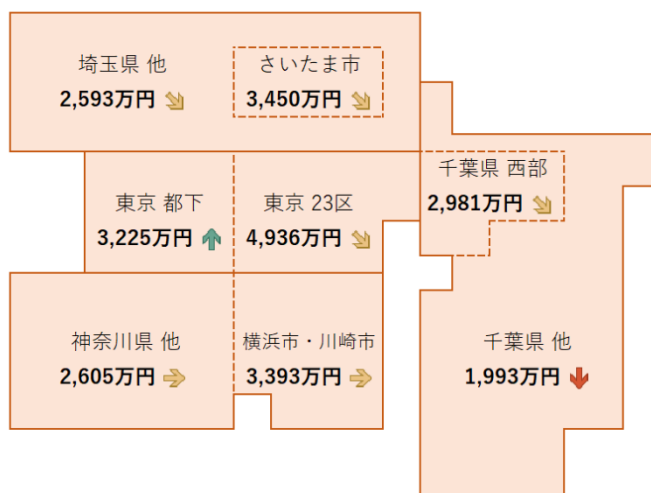 埼玉県 他
2,593万円
さいたま市
3,450万円
千葉県 西部
2,981万円
東京 都下
3,225万円
東京 23区
4,936万円
神奈川県 他
2,605万円
横浜市・川崎市
3,393万円
千葉県 他
1,993万円